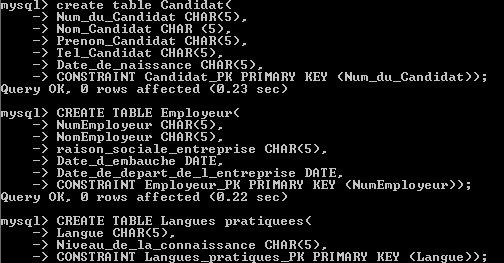 mysql> create table Candidat(
    -> Num_du_Candidat CHAR(5),
    -> Nom_Candidat CHAR (5),
    -> Prenom_Candidat CHAR(5),
    -> Tel_Candidat CHAR(5),
    -> Date_de_naissance CHAR(5),
    -> CONSTRAINT Candidat_PK PRIMARY KEY (Num_du_Candidat));
Query OK, 0 rows affected (0.23 sec)
mysql> CREATE TABLE Employeur(
    -> NumEmployeur CHAR(5),
    -> NomEmployeur CHAR(5),
    -> raison_sociale_entreprise CHAR(5),
    -> Date_d_embauche DATE,
    -> Date_de_depart_de_l_entreprise DATE,
    -> CONSTRAINT Employeur_PK PRIMARY KEY (NumEmployeur));
Query OK, 0 rows affected (0.22 sec)
mysql> CREATE TABLE Langues pratiquees(
    -> Langue CHAR(5),
    -> Niveau_de_la_connaissance CHAR(5),
    -> CONSTRAINT Langues_pratiques_PK PRIMARY KEY (Langue));